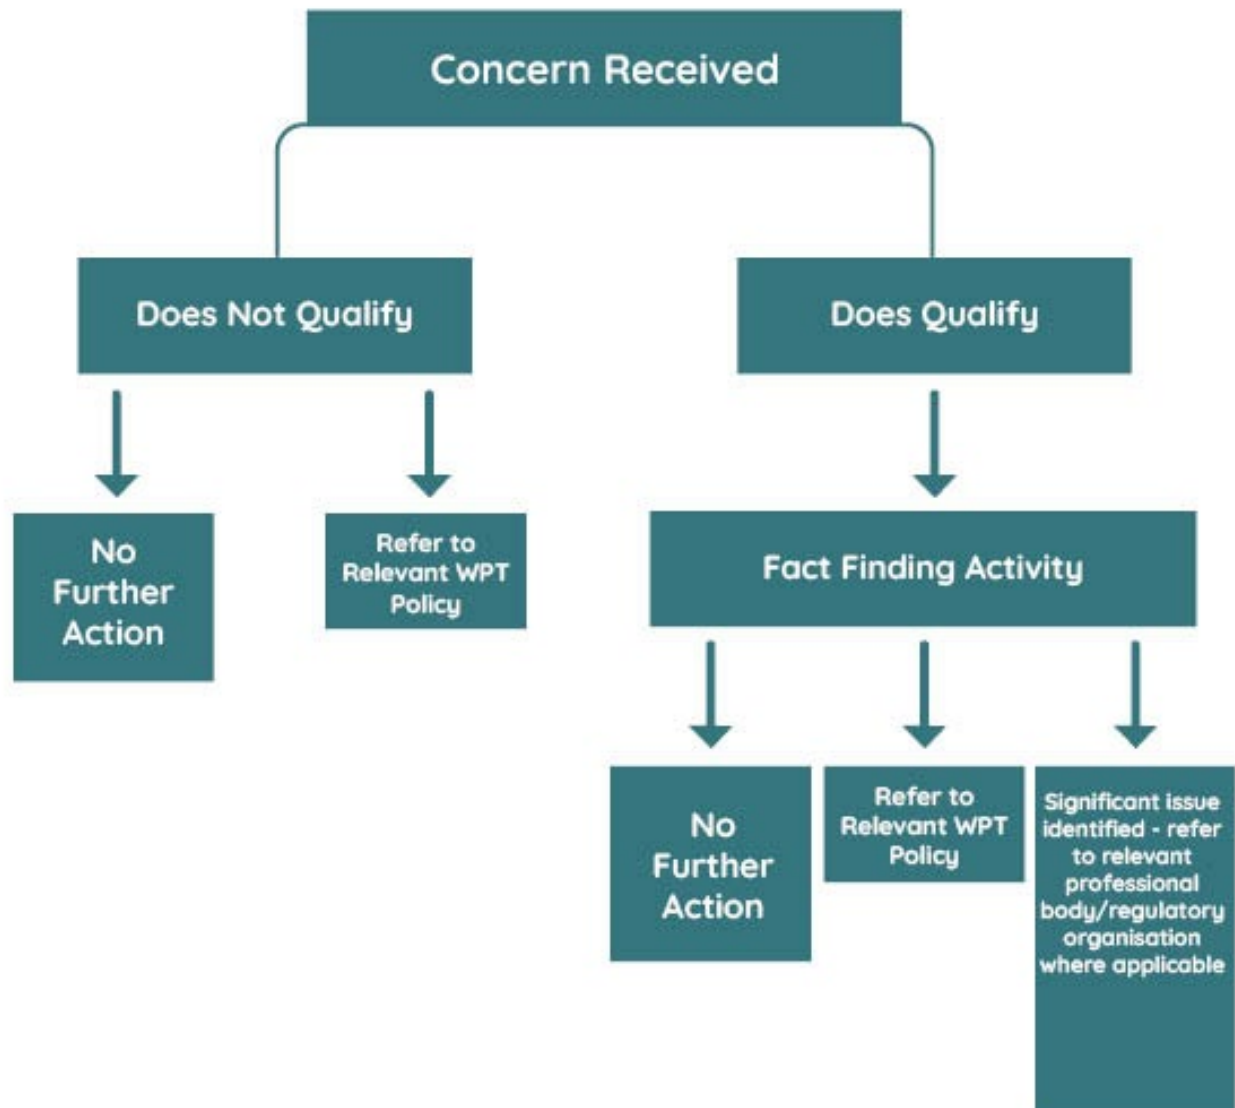 Concern Received
Does Not Qualify
Does Qualify
No
Further
Action
Refer to
Relevant WPT
Policy
Fact Finding Activity
No
Further
Action
Refer to
Relevant WPT
Policy
Significant issue
identified - refer
to relevant
professional
body/regulatory
organisation
where applicable